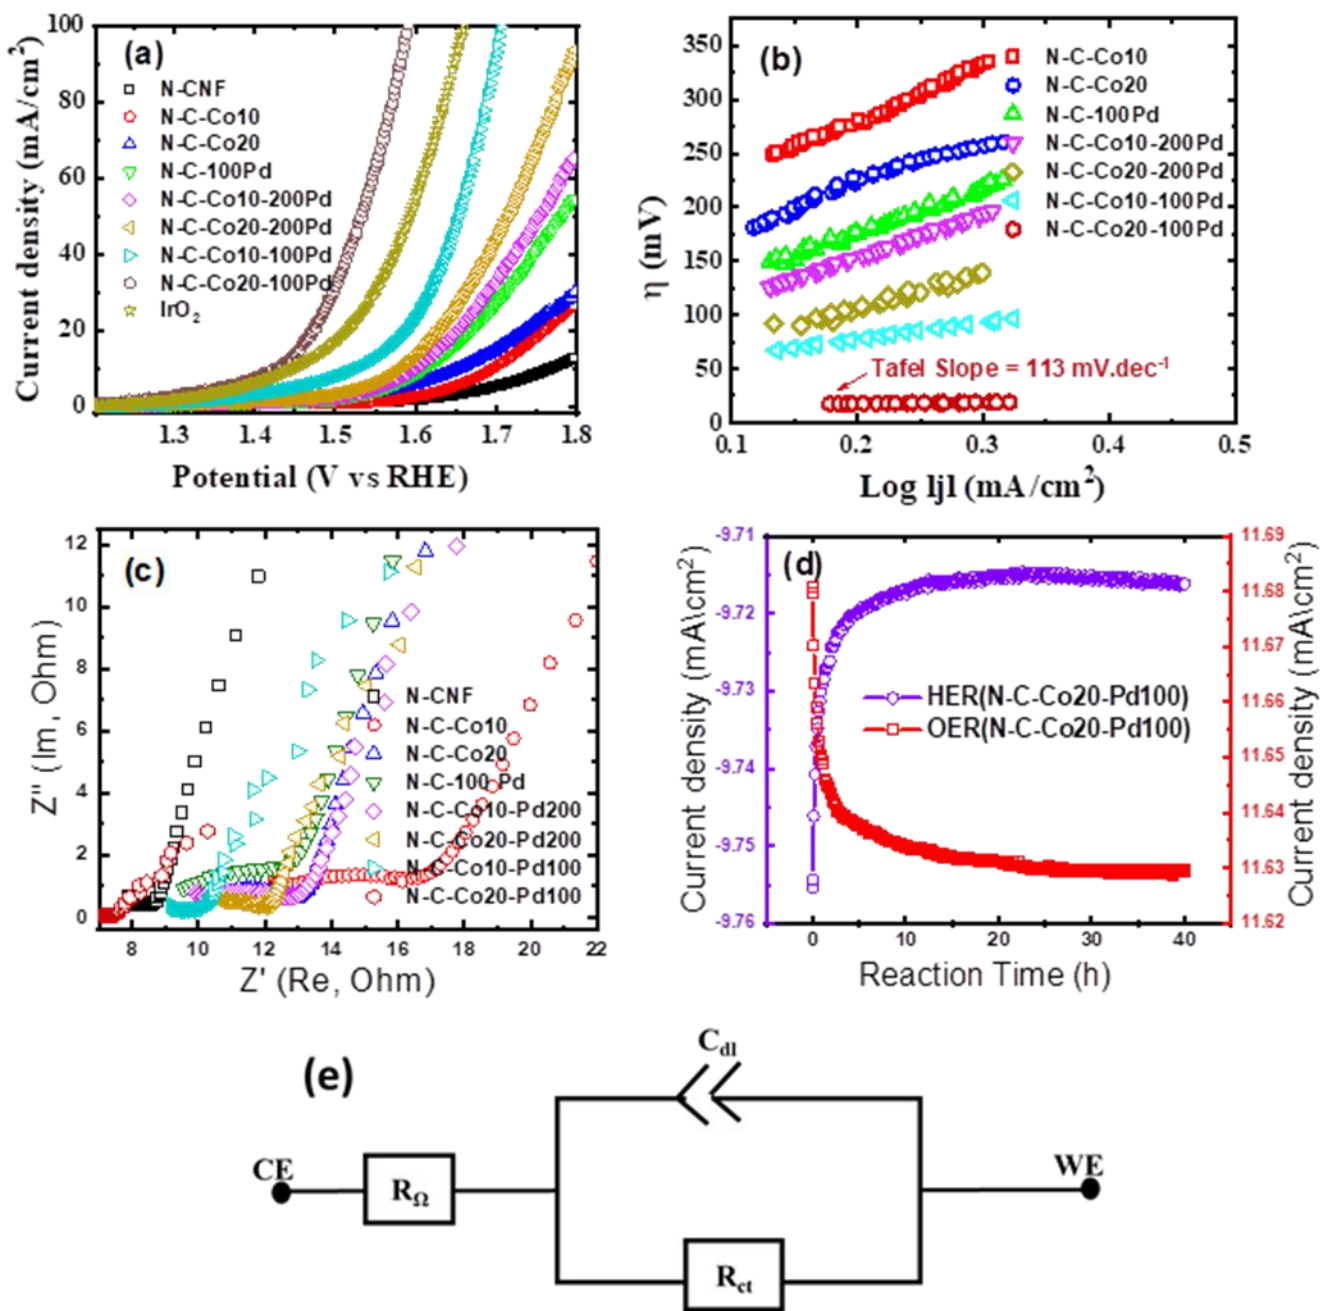 (a)
100
80
60
40
20
0
Current density (mA/cm²)
N-CNF
N-C-Co10
N-C-Co20
N-C-100Pd
N-C-Co10-200Pd
N-C-Co20-200Pd
N-C-Co10-100Pd
N-C-Co20-100Pd
IrO₂
1.3 1.4 1.5 1.6 1.7 1.8
Potential (V vs RHE)
(b)
350
300
250
200
150
100
50
0
η (mV)
N-C-Co10
N-C-Co20
N-C-100Pd
N-C-Co10-200Pd
N-C-Co20-200Pd
N-C-Co10-100Pd
N-C-Co20-100Pd
Tafel Slope = 113 mV.dec⁻¹
0.1 0.2 0.3 0.4 0.5
Log ljl (mA/cm²)
(c)
12
10
8
6
4
2
0
Z'' (Im, Ohm)
N-CNF
N-C-Co10
N-C-Co20
N-C-100-Pd
N-C-Co10-Pd200
N-C-Co20-Pd200
N-C-Co10-Pd100
N-C-Co20-Pd100
8 10 12 14 16 18 20 22
Z' (Re, Ohm)
(d)
-9.71
-9.72
-9.73
-9.74
-9.75
-9.76
Current density (mA\cm²)
HER(N-C-Co20-Pd100)
OER(N-C-Co20-Pd100)
11.69
11.68
11.67
11.66
11.65
11.64
11.63
11.62
Current density (mA\cm²)
0 10 20 30 40
Reaction Time (h)
(e)
C_dl
CE
R_Ω
WE
R_ct